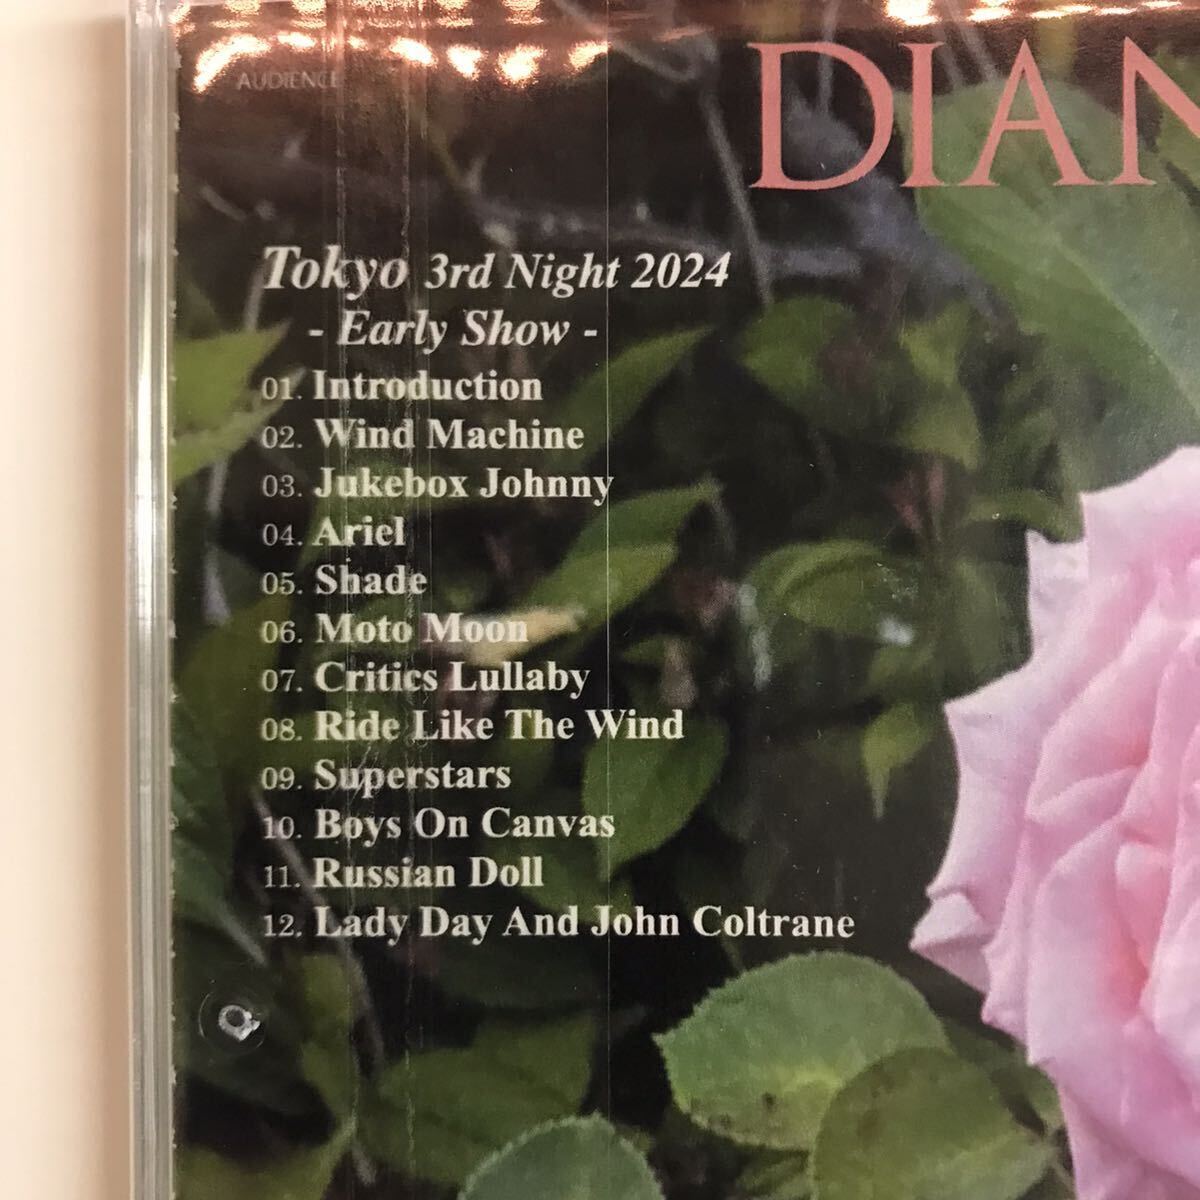 AUDIENCE
DIAN
Tokyo 3rd Night 2024
- Early Show -
01. Introduction
02. Wind Machine
03. Jukebox Johnny
04. Ariel
05. Shade
06. Moto Moon
07. Critics Lullaby
08. Ride Like The Wind
09. Superstars
10. Boys On Canvas
11. Russian Doll
12. Lady Day And John Coltrane